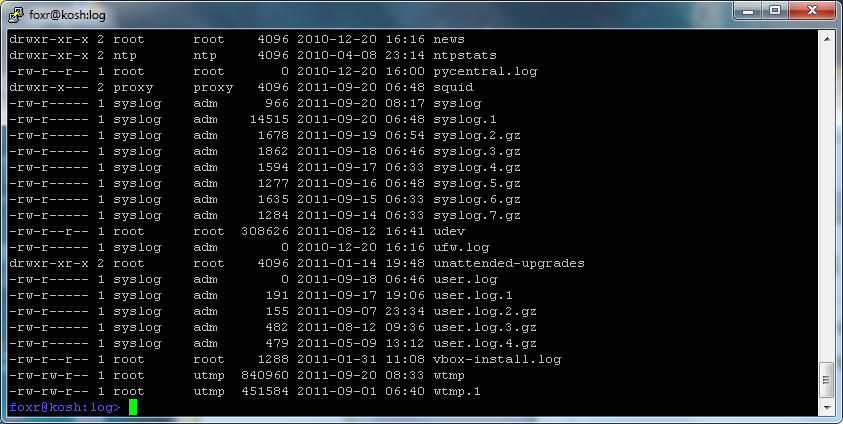 foxr@kosh:log
drwxr-xr-x 2 root      root     4096 2010-12-20 16:16 news
drwxr-xr-x 2 ntp       ntp      4096 2010-04-08 23:14 ntpstats
-rw-r--r-- 1 root      root        0 2010-12-20 16:00 pycentral.log
drwxr-x--- 2 proxy     proxy    4096 2011-09-20 06:48 squid
-rw-r----- 1 syslog    adm       966 2011-09-20 08:17 syslog
-rw-r----- 1 syslog    adm     14515 2011-09-20 06:48 syslog.1
-rw-r----- 1 syslog    adm      1678 2011-09-19 06:54 syslog.2.gz
-rw-r----- 1 syslog    adm      1862 2011-09-18 06:46 syslog.3.gz
-rw-r----- 1 syslog    adm      1594 2011-09-17 06:33 syslog.4.gz
-rw-r----- 1 syslog    adm      1277 2011-09-16 06:48 syslog.5.gz
-rw-r----- 1 syslog    adm      1635 2011-09-15 06:33 syslog.6.gz
-rw-r----- 1 syslog    adm      1284 2011-09-14 06:33 syslog.7.gz
-rw-r--r-- 1 root      root   308626 2011-08-12 16:41 udev
-rw-r----- 1 syslog    adm         0 2010-12-20 16:16 ufw.log
drwxr-xr-x 2 root      root     4096 2011-01-14 19:48 unattended-upgrades
-rw-r----- 1 syslog    adm         0 2011-09-18 06:46 user.log
-rw-r----- 1 syslog    adm       191 2011-09-17 19:06 user.log.1
-rw-r----- 1 syslog    adm       155 2011-09-07 23:34 user.log.2.gz
-rw-r----- 1 syslog    adm       482 2011-08-12 09:36 user.log.3.gz
-rw-r----- 1 syslog    adm       479 2011-05-09 13:12 user.log.4.gz
-rw-r--r-- 1 root      root     1288 2011-01-31 11:08 vbox-install.log
-rw-rw-r-- 1 root      utmp   840960 2011-09-20 08:33 wtmp
-rw-rw-r-- 1 root      utmp   451584 2011-09-01 06:40 wtmp.1
foxr@kosh:log>